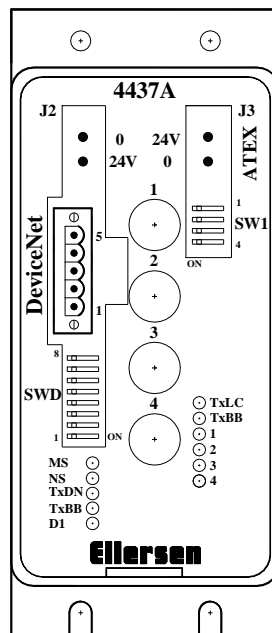 4437A
J2 J3
0 24V
24V 0
ATEX
1
1
SW1
4
ON
DeviceNet
5
1
2
3
8
SWD
1 ON
4
TxLC
TxBB
1
2
3
4
MS
NS
TxDN
TxBB
D1
Eilersen